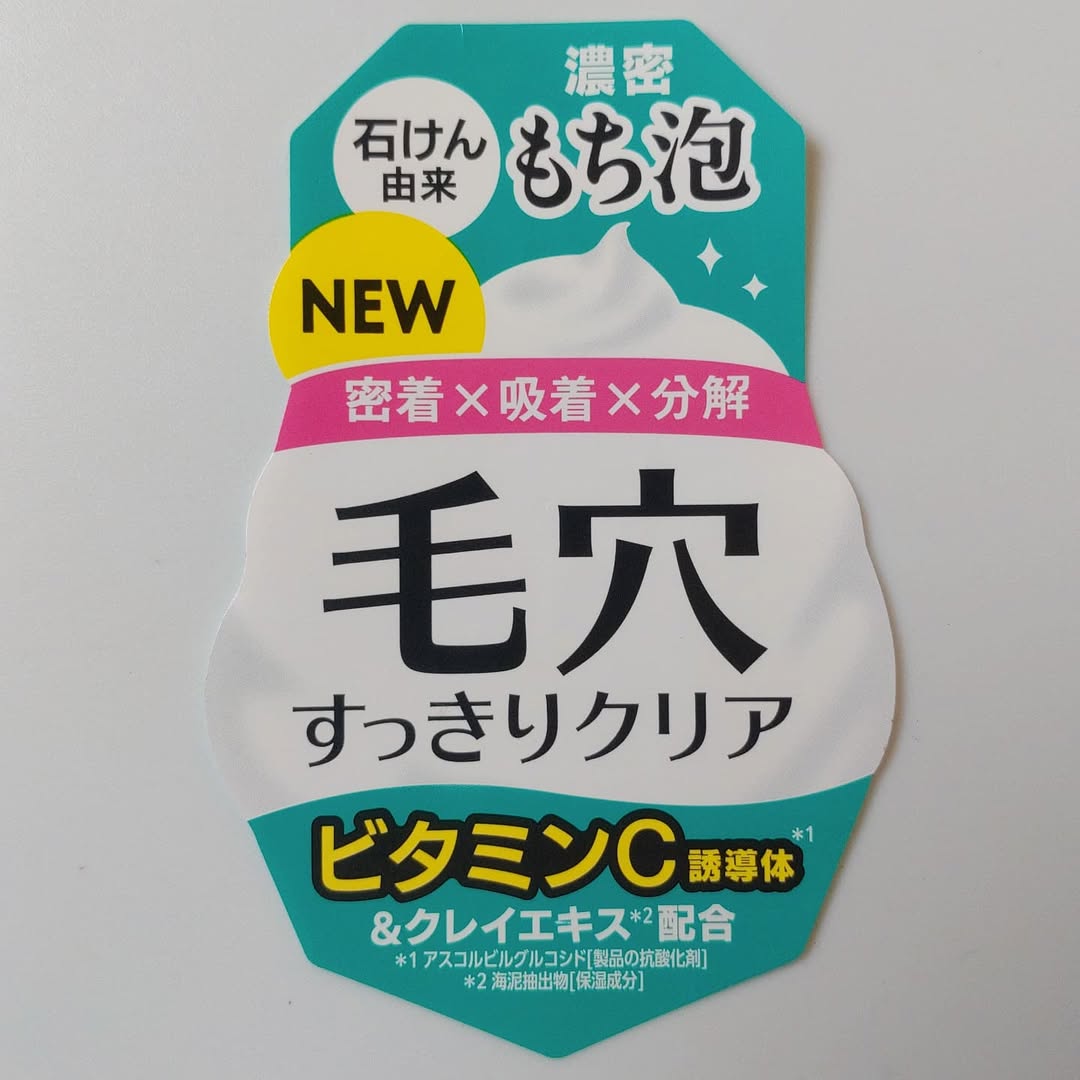 濃密
もち泡
石けん
由来
NEW
密着×吸着×分解
毛穴
すっきりクリア
ビタミンC誘導体*1
&クレイエキス*2配合
*1 アスコルビルグルコシド[製品の抗酸化剤]
*2 海泥抽出物[保湿成分]